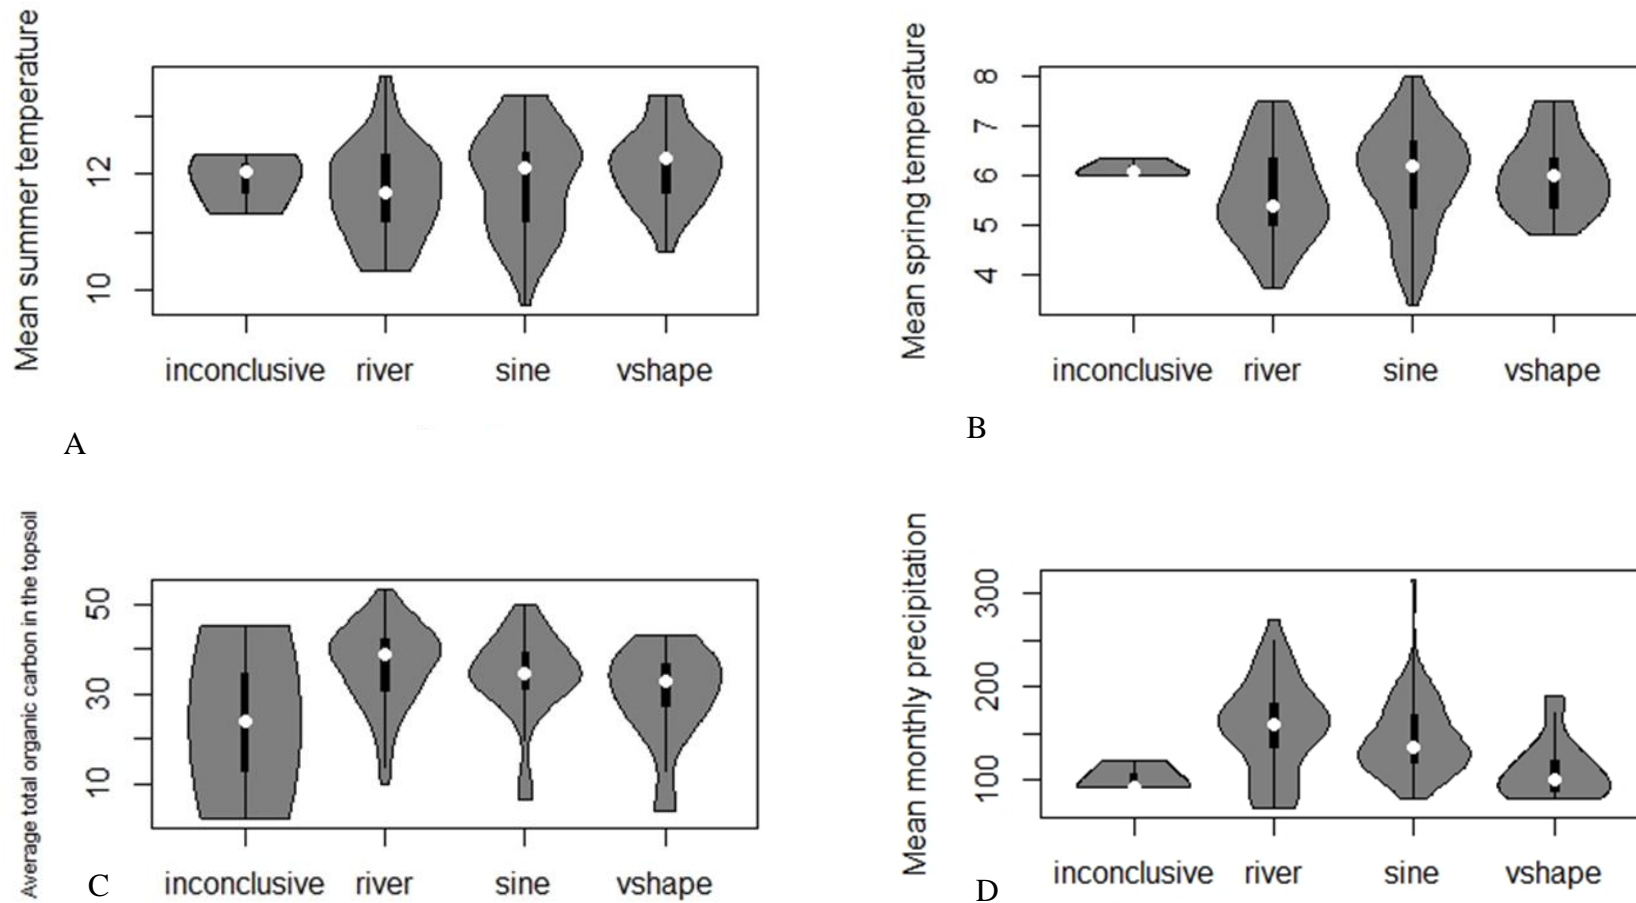 Mean summer temperature
12
10
inconclusive river sine vshape
A
Mean spring temperature
8
7
6
5
4
inconclusive river sine vshape
B
Average total organic carbon in the topsoil
50
30
10
inconclusive river sine vshape
C
Mean monthly precipitation
300
200
100
inconclusive river sine vshape
D